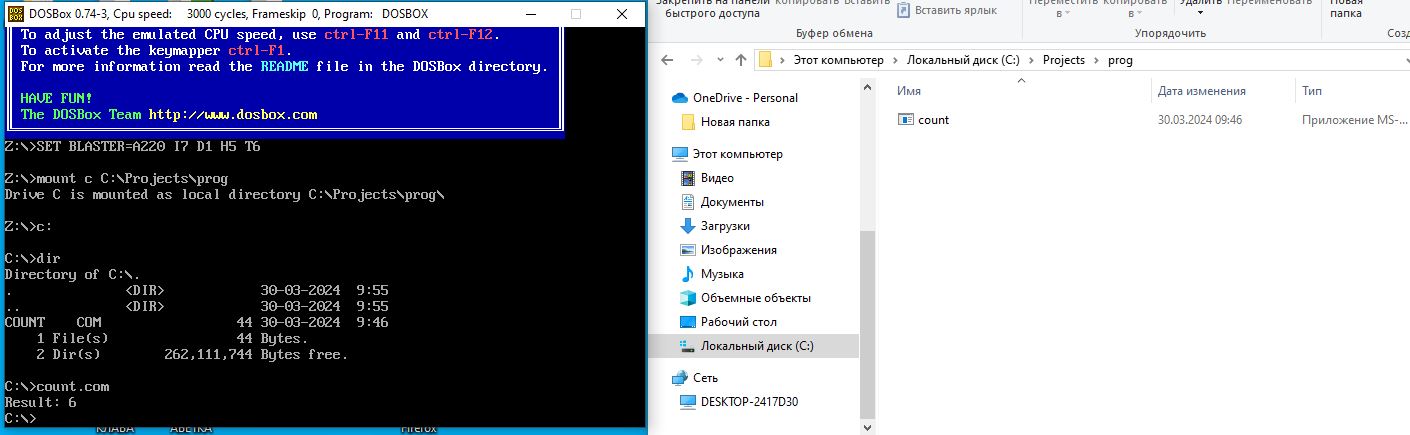 DOSBox 0.74-3, Cpu speed: 3000 cycles, Frameskip 0, Program: DOSBOX
To adjust the emulated CPU speed, use ctrl-F11 and ctrl-F12.
To activate the keymapper ctrl-F1.
For more information read the README file in the DOSBox directory.
HAVE FUN!
The DOSBox Team http://www.dosbox.com
Z:\>SET BLASTER=A220 I7 D1 H5 T6
Z:\>mount c C:\Projects\prog
Drive C is mounted as local directory C:\Projects\prog\
Z:\>c:
C:\>dir
Directory of C:\.
. <DIR> 30-03-2024 9:55
.. <DIR> 30-03-2024 9:55
COUNT COM 44 30-03-2024 9:46
1 File(s) 44 Bytes.
2 Dir(s) 262,111,744 Bytes free.
C:\>count.com
Result: 6
C:\>
КЛАВА АВЕТКА Firefox
Закрепить на панели
быстрого доступа
Копировать Вставить
Вставить ярлык
Переместить Копировать
в в
Удалить Переименовать
Новая
папка
Буфер обмена Упорядочить Созд
Этот компьютер Локальный диск (C:) Projects prog
Имя Дата изменения Тип
count 30.03.2024 09:46 Приложение MS-...
OneDrive - Personal
Новая папка
Этот компьютер
Видео
Документы
Загрузки
Изображения
Музыка
Объемные объекты
Рабочий стол
Локальный диск (C:)
Сеть
DESKTOP-2417D30